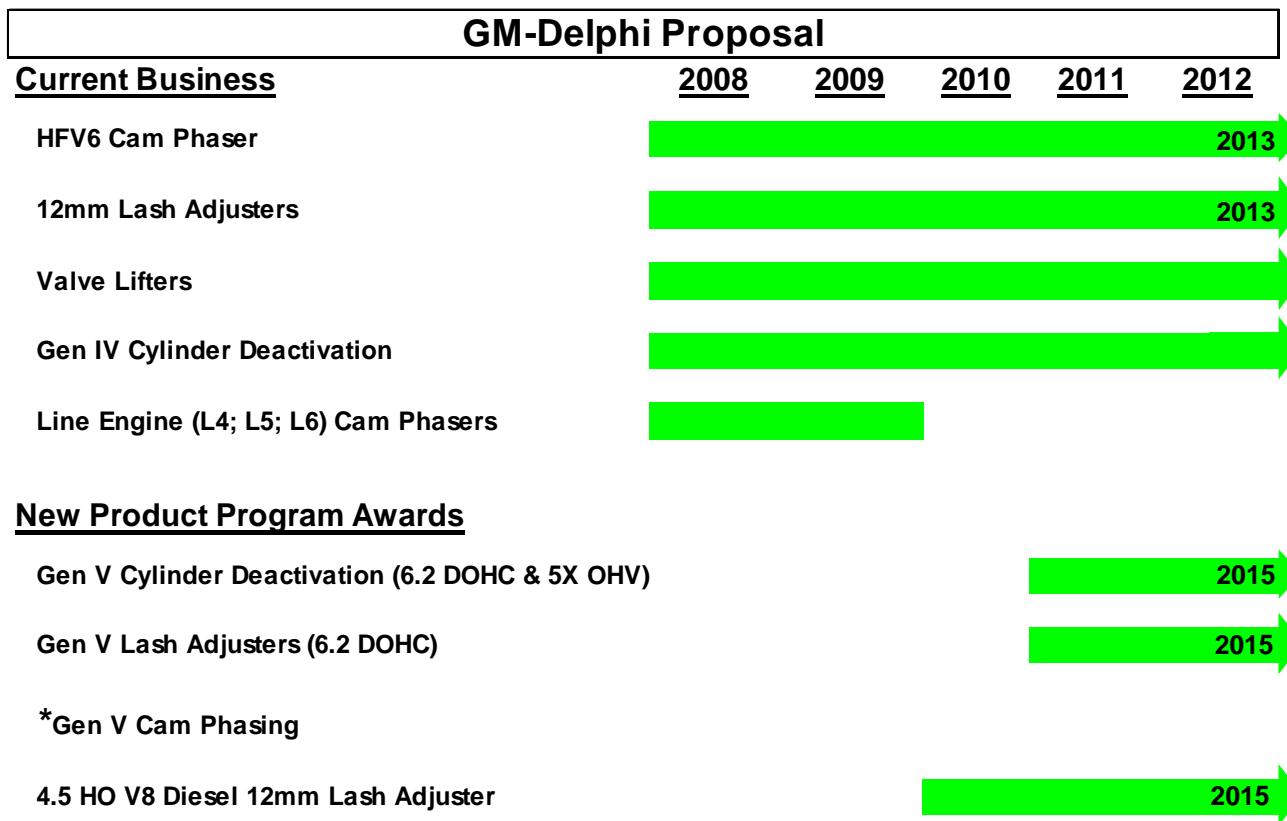 GM-Delphi Proposal
Current Business 2008 2009 2010 2011 2012
HFV6 Cam Phaser 2013
12mm Lash Adjusters 2013
Valve Lifters
Gen IV Cylinder Deactivation
Line Engine (L4; L5; L6) Cam Phasers
New Product Program Awards
Gen V Cylinder Deactivation (6.2 DOHC & 5X OHV) 2015
Gen V Lash Adjusters (6.2 DOHC) 2015
*Gen V Cam Phasing
4.5 HO V8 Diesel 12mm Lash Adjuster 2015